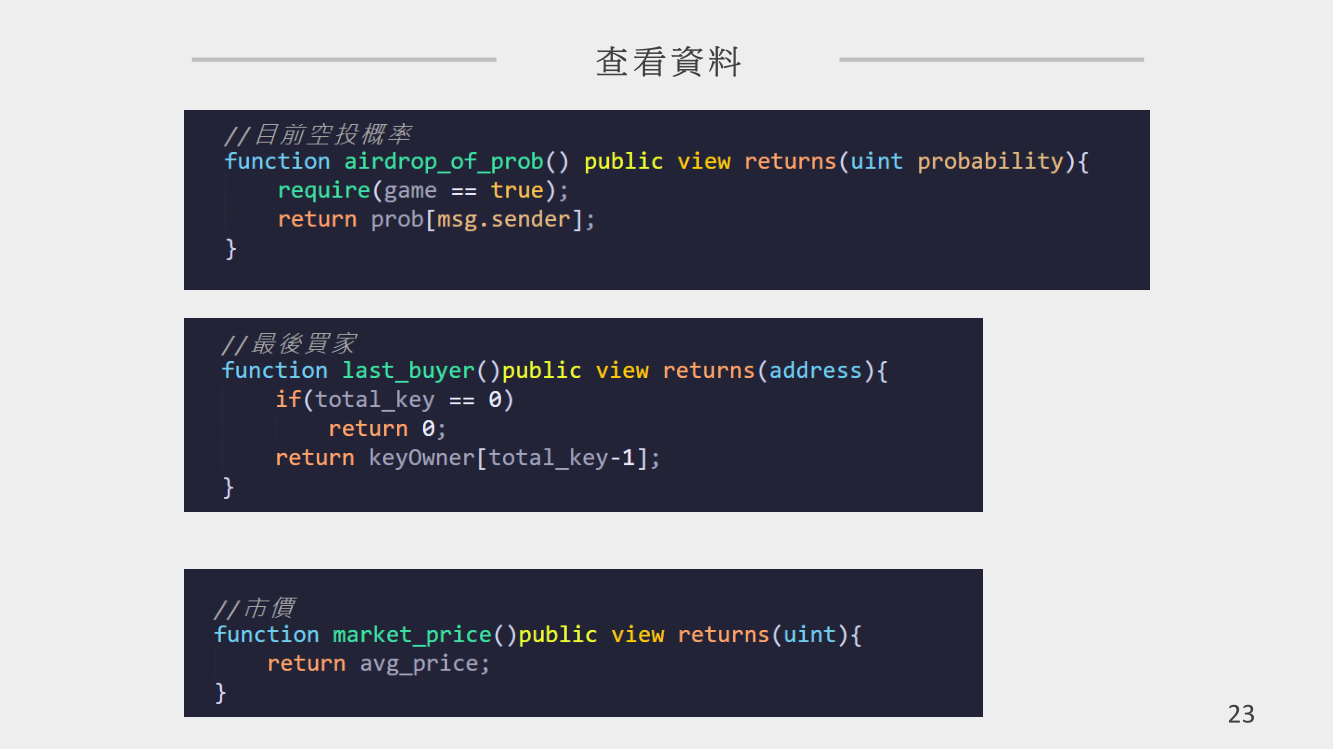 查看資料
//目前空投概率
function airdrop_of_prob() public view returns(uint probability){
    require(game == true);
    return prob[msg.sender];
}
//最後買家
function last_buyer()public view returns(address){
    if(total_key == 0)
        return 0;
    return keyOwner[total_key-1];
}
//市價
function market_price()public view returns(uint){
    return avg_price;
}
23